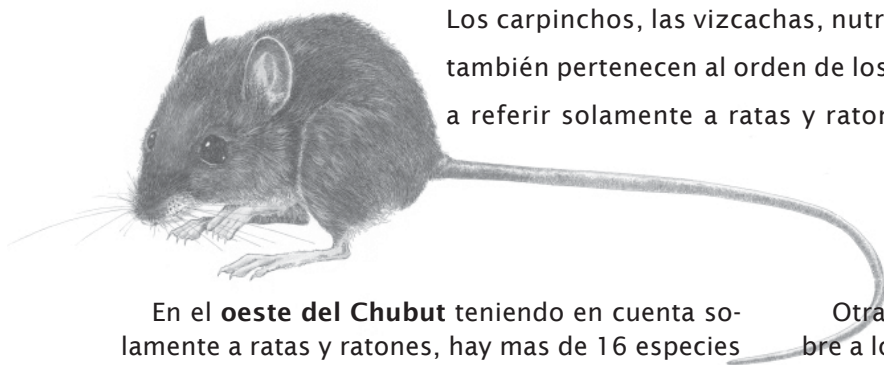 Los carpinchos, las vizcachas, nutr
también pertenecen al orden de los
a referir solamente a ratas y rator
En el oeste del Chubut teniendo en cuenta so-
lamente a ratas y ratones, hay mas de 16 especies
Otra
bre a lo